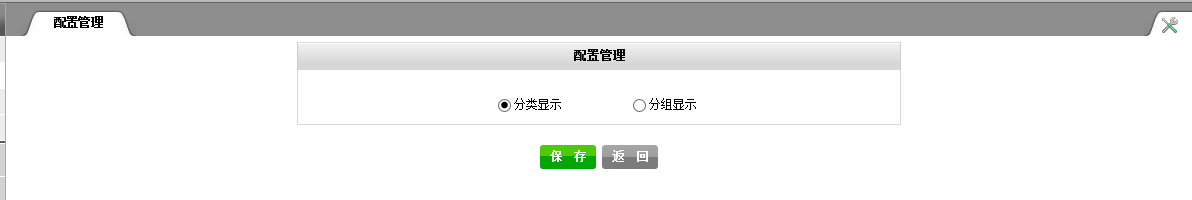 配置管理
配置管理
分类显示 分组显示
保 存 返 回